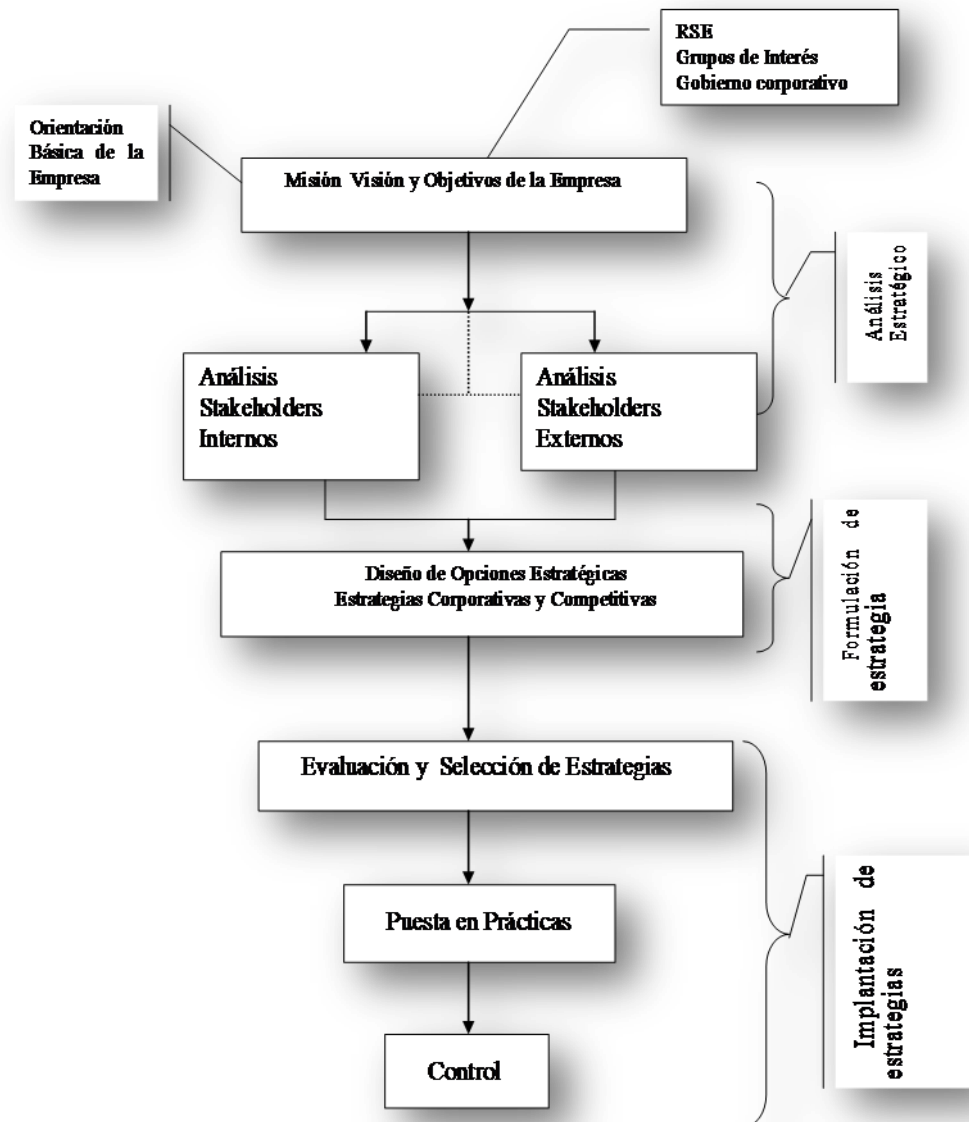 RSE
Grupos de Interés
Gobierno corporativo
Orientación
Básica de la
Empresa
Misión Visión y Objetivos de la Empresa
Análisis
Estratégico
Análisis
Stakeholders
Internos
Análisis
Stakeholders
Externos
Formulación de
estrategia
Diseño de Opciones Estratégicas
Estrategias Corporativas y Competitivas
Evaluación y Selección de Estrategias
Implantación de
estrategias
Puesta en Prácticas
Control